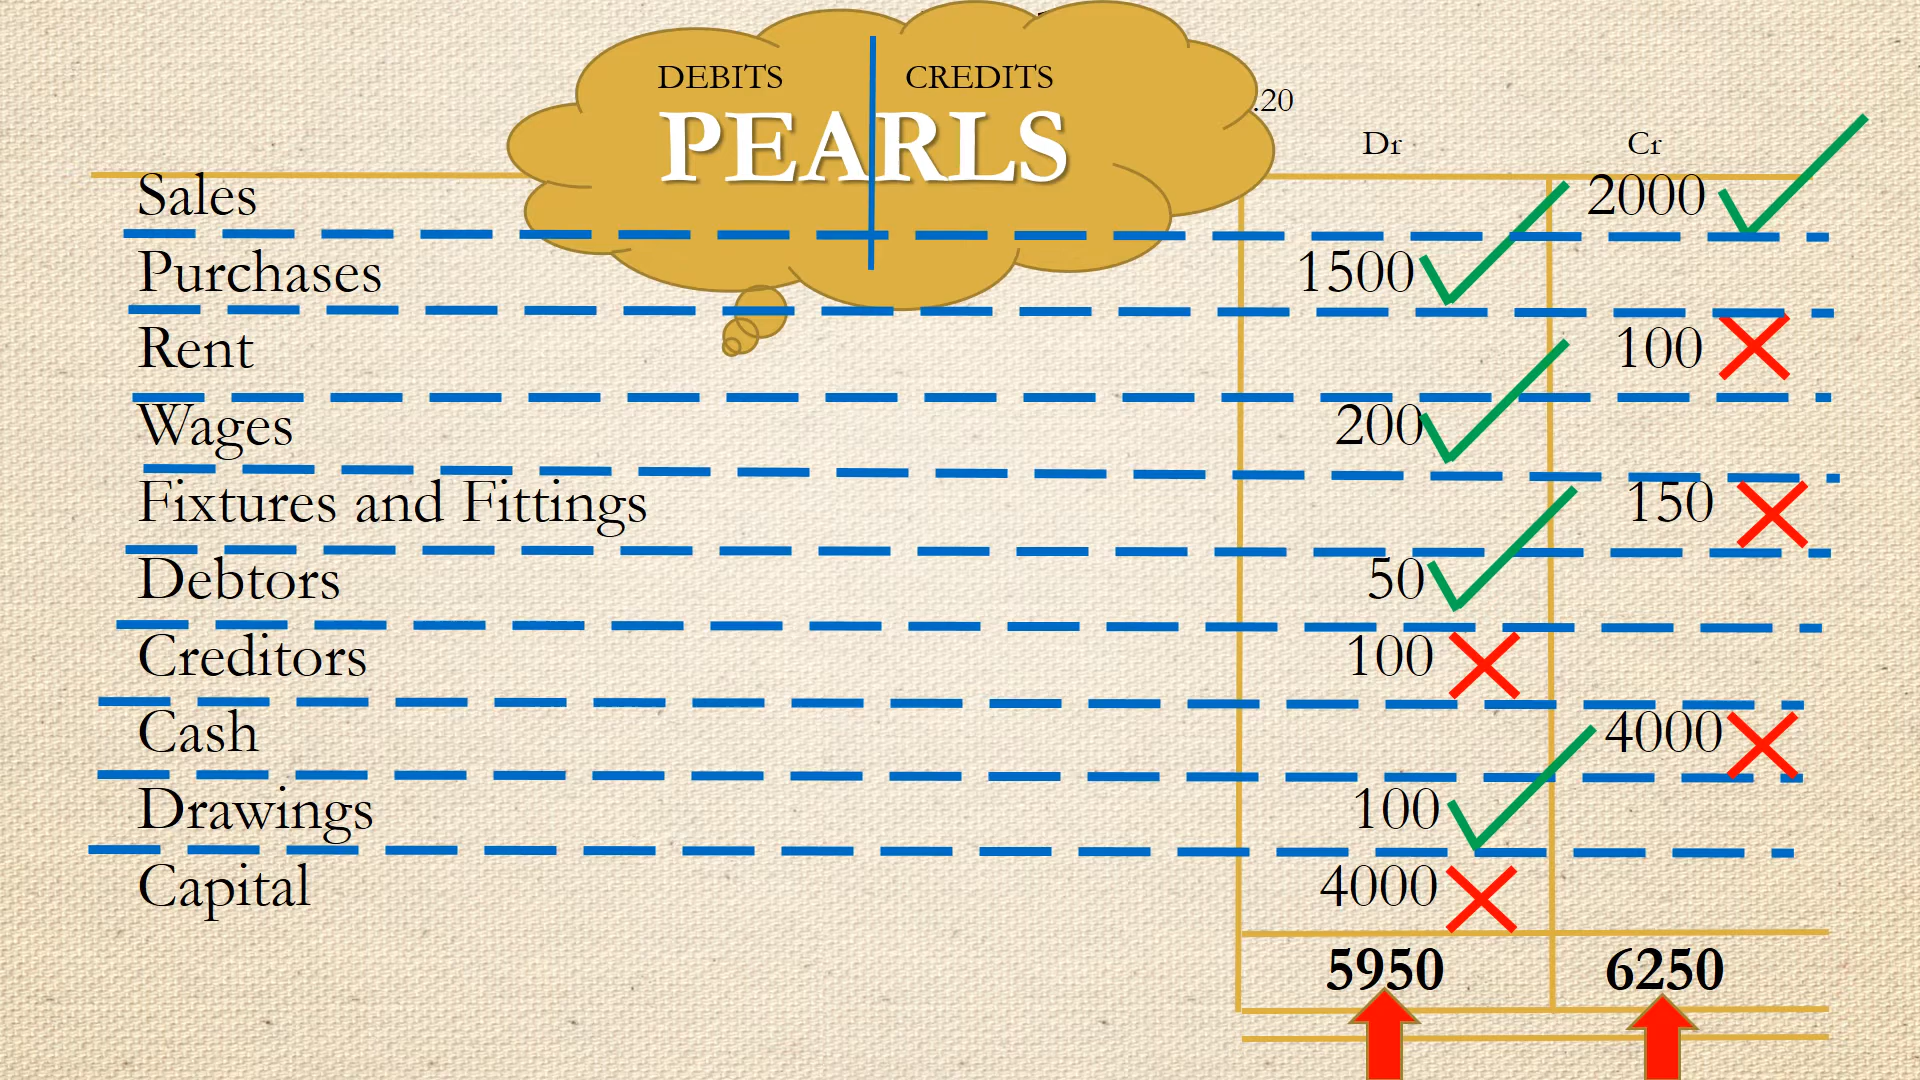 DEBITS CREDITS
PEARLS
.20
Dr Cr
Sales 2000
Purchases 1500
Rent 100
Wages 200
Fixtures and Fittings 150
Debtors 50
Creditors 100
Cash 4000
Drawings 100
Capital 4000
5950 6250